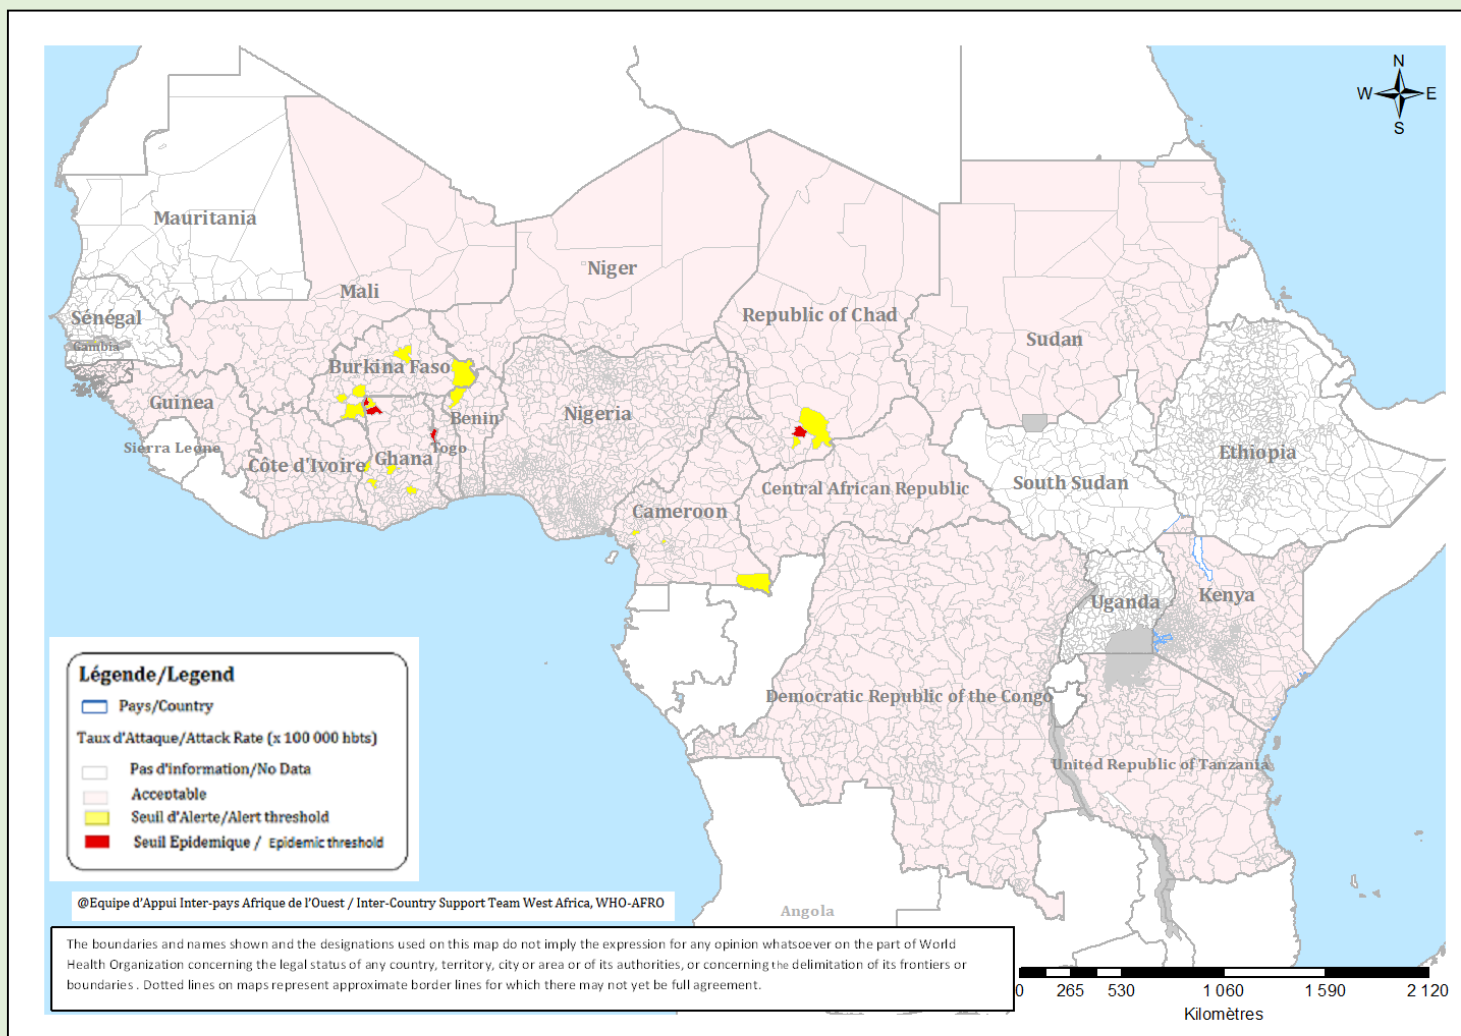 N
W E
S
Mauritania
Mali
Niger
Republic of Chad
Sudan
Sénégal
Gambia
Burkina Faso
Guinea
Benin
Nigeria
Sierra Leone
Côte d'Ivoire
Ghana
Togo
Ethiopia
South Sudan
Central African Republic
Cameroon
Uganda
Kenya
Democratic Republic of the Congo
United Republic of Tanzania
Angola
Légende/Legend
Pays/Country
Taux d'Attaque/Attack Rate (x 100 000 hbts)
Pas d'information/No Data
Acceptable
Seuil d'Alerte/Alert threshold
Seuil Epidemique / Epidemic threshold
@Equipe d'Appui Inter-pays Afrique de l'Ouest / Inter-Country Support Team West Africa, WHO-AFRO
The boundaries and names shown and the designations used on this map do not imply the expression for any opinion whatsoever on the part of World
Health Organization concerning the legal status of any country, territory, city or area or of its authorities, or concerning the delimitation of its frontiers or
boundaries . Dotted lines on maps represent approximate border lines for which there may not yet be full agreement.
0 265 530 1 060 1 590 2 120
Kilomètres